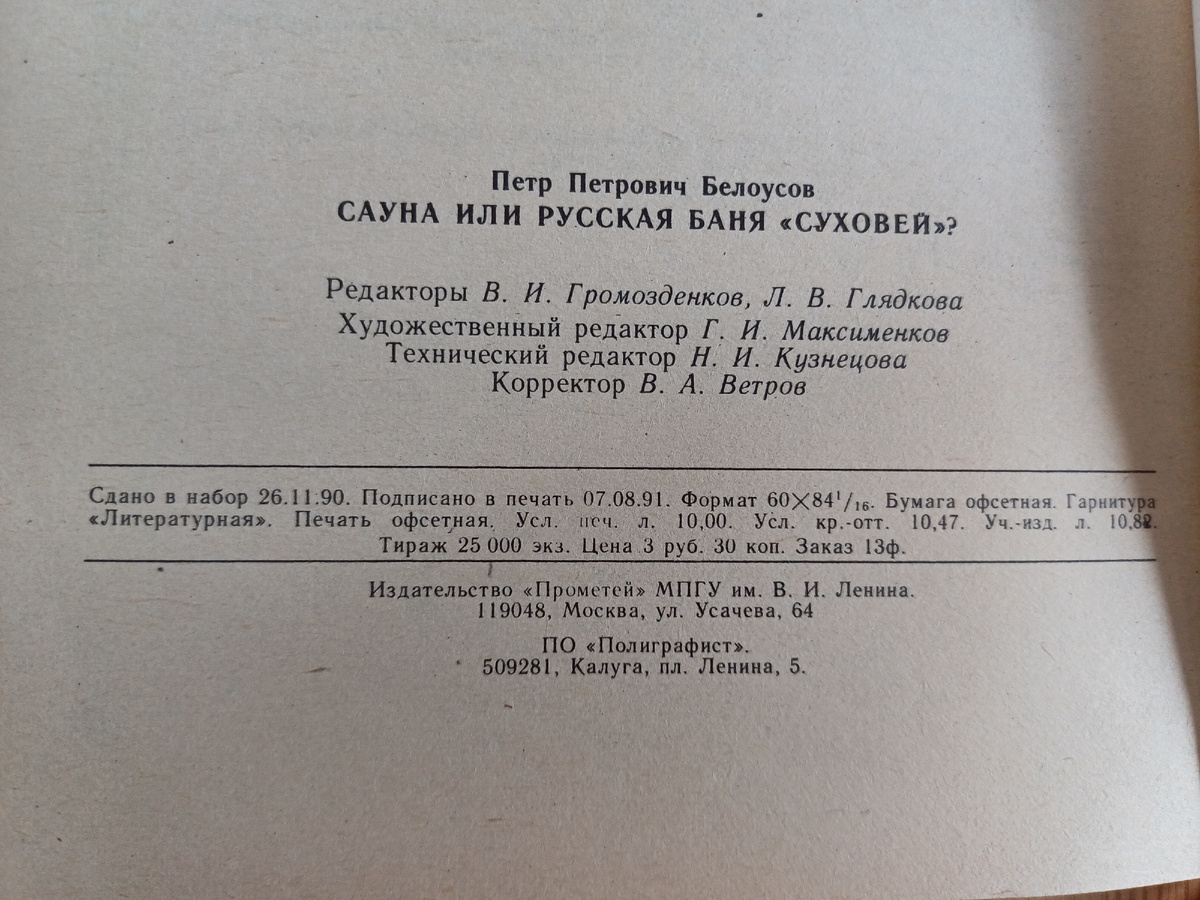 Петр Петрович Белоусов
САУНА ИЛИ РУССКАЯ БАНЯ «СУХОВЕЙ»?
Редакторы В. И. Громозденков, Л. В. Глядкова
Художественный редактор Г. И. Максименков
Технический редактор Н. И. Кузнецова
Корректор В. А. Ветров
Сдано в набор 26.11.90. Подписано в печать 07.08.91. Формат 60×84¹/₁₆. Бумага офсетная. Гарнитура
«Литературная». Печать офсетная. Усл. печ. л. 10,00. Усл. кр.-отт. 10,47. Уч.-изд. л. 10,82.
Тираж 25 000 экз. Цена 3 руб. 30 коп. Заказ 13ф.
Издательство «Прометей» МПГУ им. В. И. Ленина.
119048, Москва, ул. Усачева, 64
ПО «Полиграфист».
509281, Калуга, пл. Ленина, 5.